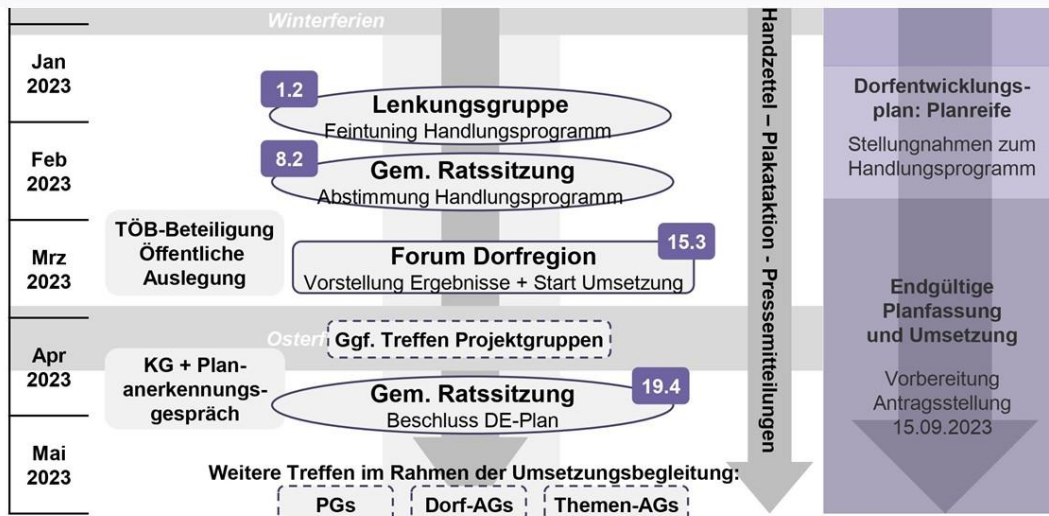 Winterferien
Jan
2023
1.2
Lenkungsgruppe
Feintuning Handlungsprogramm
Feb
2023
8.2
Gem. Ratssitzung
Abstimmung Handlungsprogramm
TÖB-Beteiligung
Öffentliche
Auslegung
Mrz
2023
15.3
Forum Dorfregion
Vorstellung Ergebnisse + Start Umsetzung
Osterf
Ggf. Treffen Projektgruppen
Apr
2023
KG + Plan-
anerkennungs-
gespräch
19.4
Gem. Ratssitzung
Beschluss DE-Plan
Mai
2023
Weitere Treffen im Rahmen der Umsetzungsbegleitung:
PGs
Dorf-AGs
Themen-AGs
Handzettel – Plakataktion - Pressemitteilungen
Dorfentwicklungs-
plan: Planreife
Stellungnahmen zum
Handlungsprogramm
Endgültige
Planfassung
und Umsetzung
Vorbereitung
Antragsstellung
15.09.2023